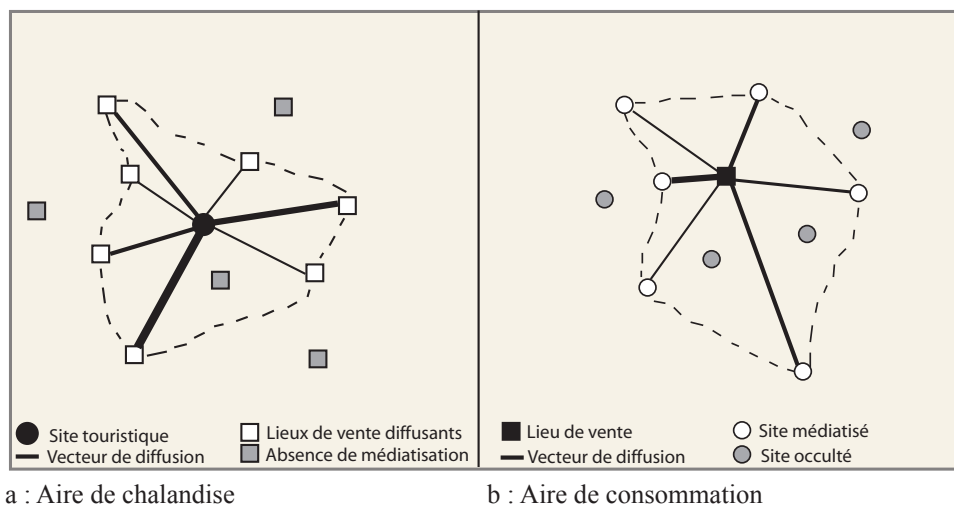 Site touristique
Vecteur de diffusion
Lieux de vente diffusants
Absence de médiatisation
Lieu de vente
Vecteur de diffusion
Site médiatisé
Site occulté
a : Aire de chalandise
b : Aire de consommation